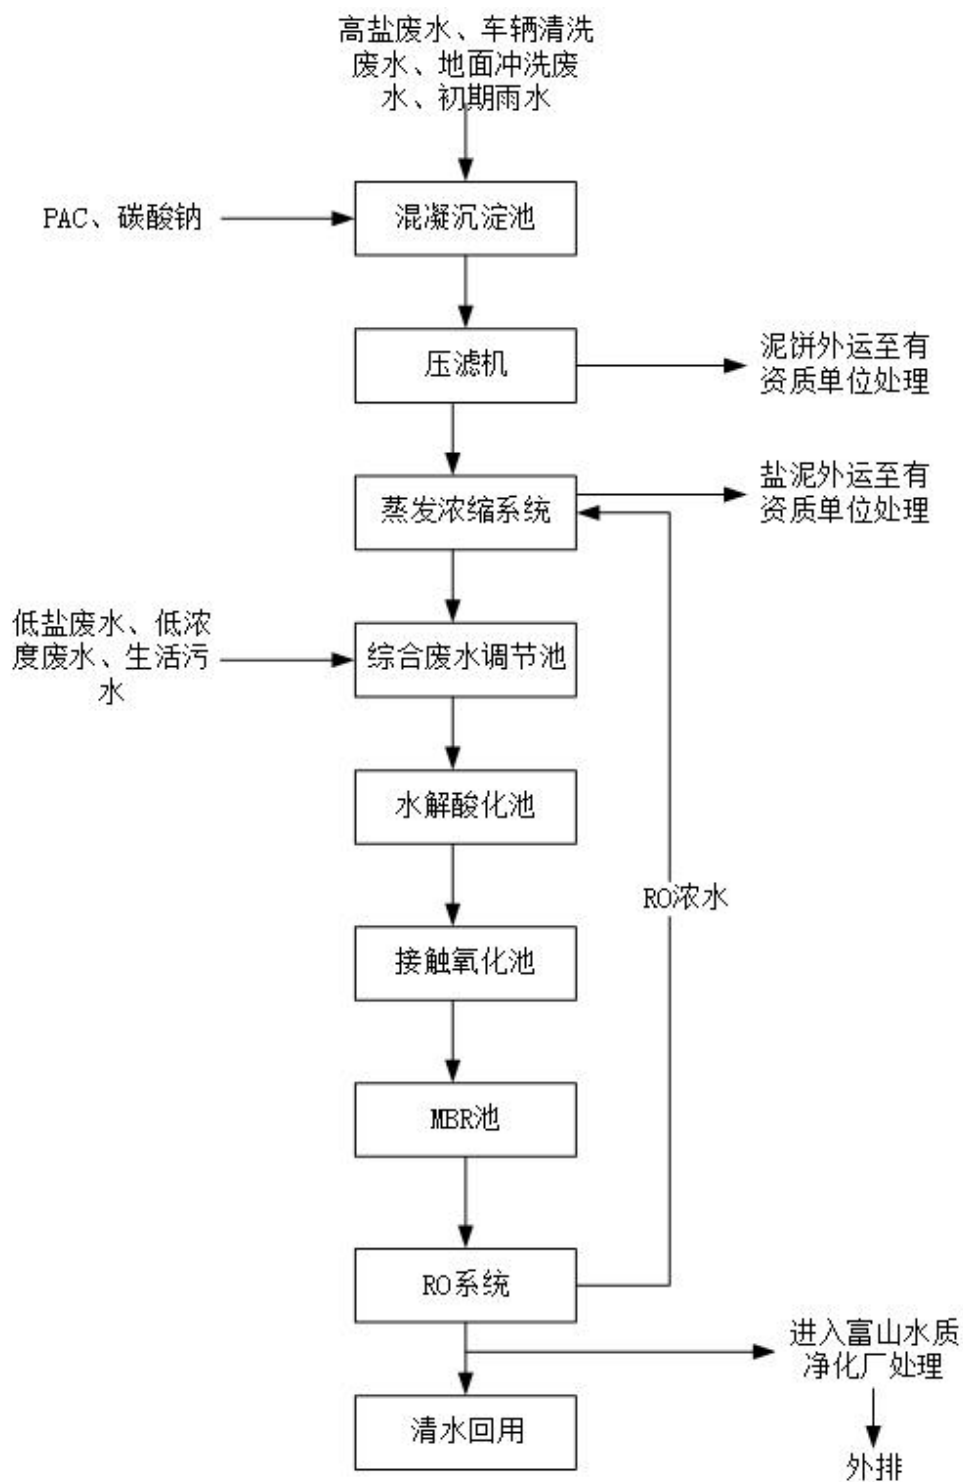 高盐废水、车辆清洗
废水、地面冲洗废
水、初期雨水
PAC、碳酸钠
混凝沉淀池
压滤机
泥饼外运至有
资质单位处理
蒸发浓缩系统
盐泥外运至有
资质单位处理
低盐废水、低浓
度废水、生活污
水
综合废水调节池
水解酸化池
RO浓水
接触氧化池
MBR池
RO系统
进入富山水质
净化厂处理
清水回用
外排